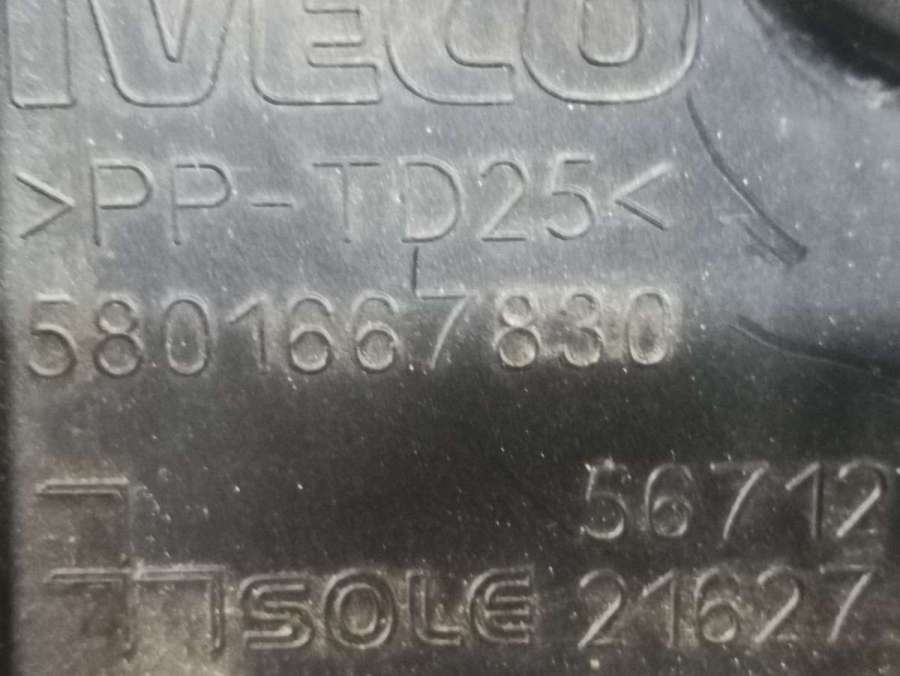 IVECO
>PP-TD25<
5801667830
56712
SOLE 21627